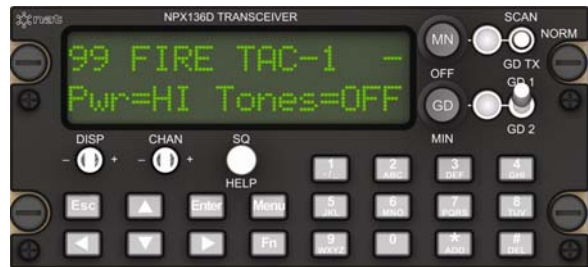 nat NPX136D TRANSCEIVER SCAN
MN NORM
99 FIRE TAC-1 -
OFF GD TX
GD 1
Pwr=HI Tones=OFF
GD
MIN GD 2
DISP CHAN SQ
- + - +
HELP
1 -/. 2 ABC 3 DEF 4 GHI
Esc Enter Menu 5 JKL 6 MNO 7 PQRS 8 TUV
Fn 9 WXYZ 0 * ADD # DEL